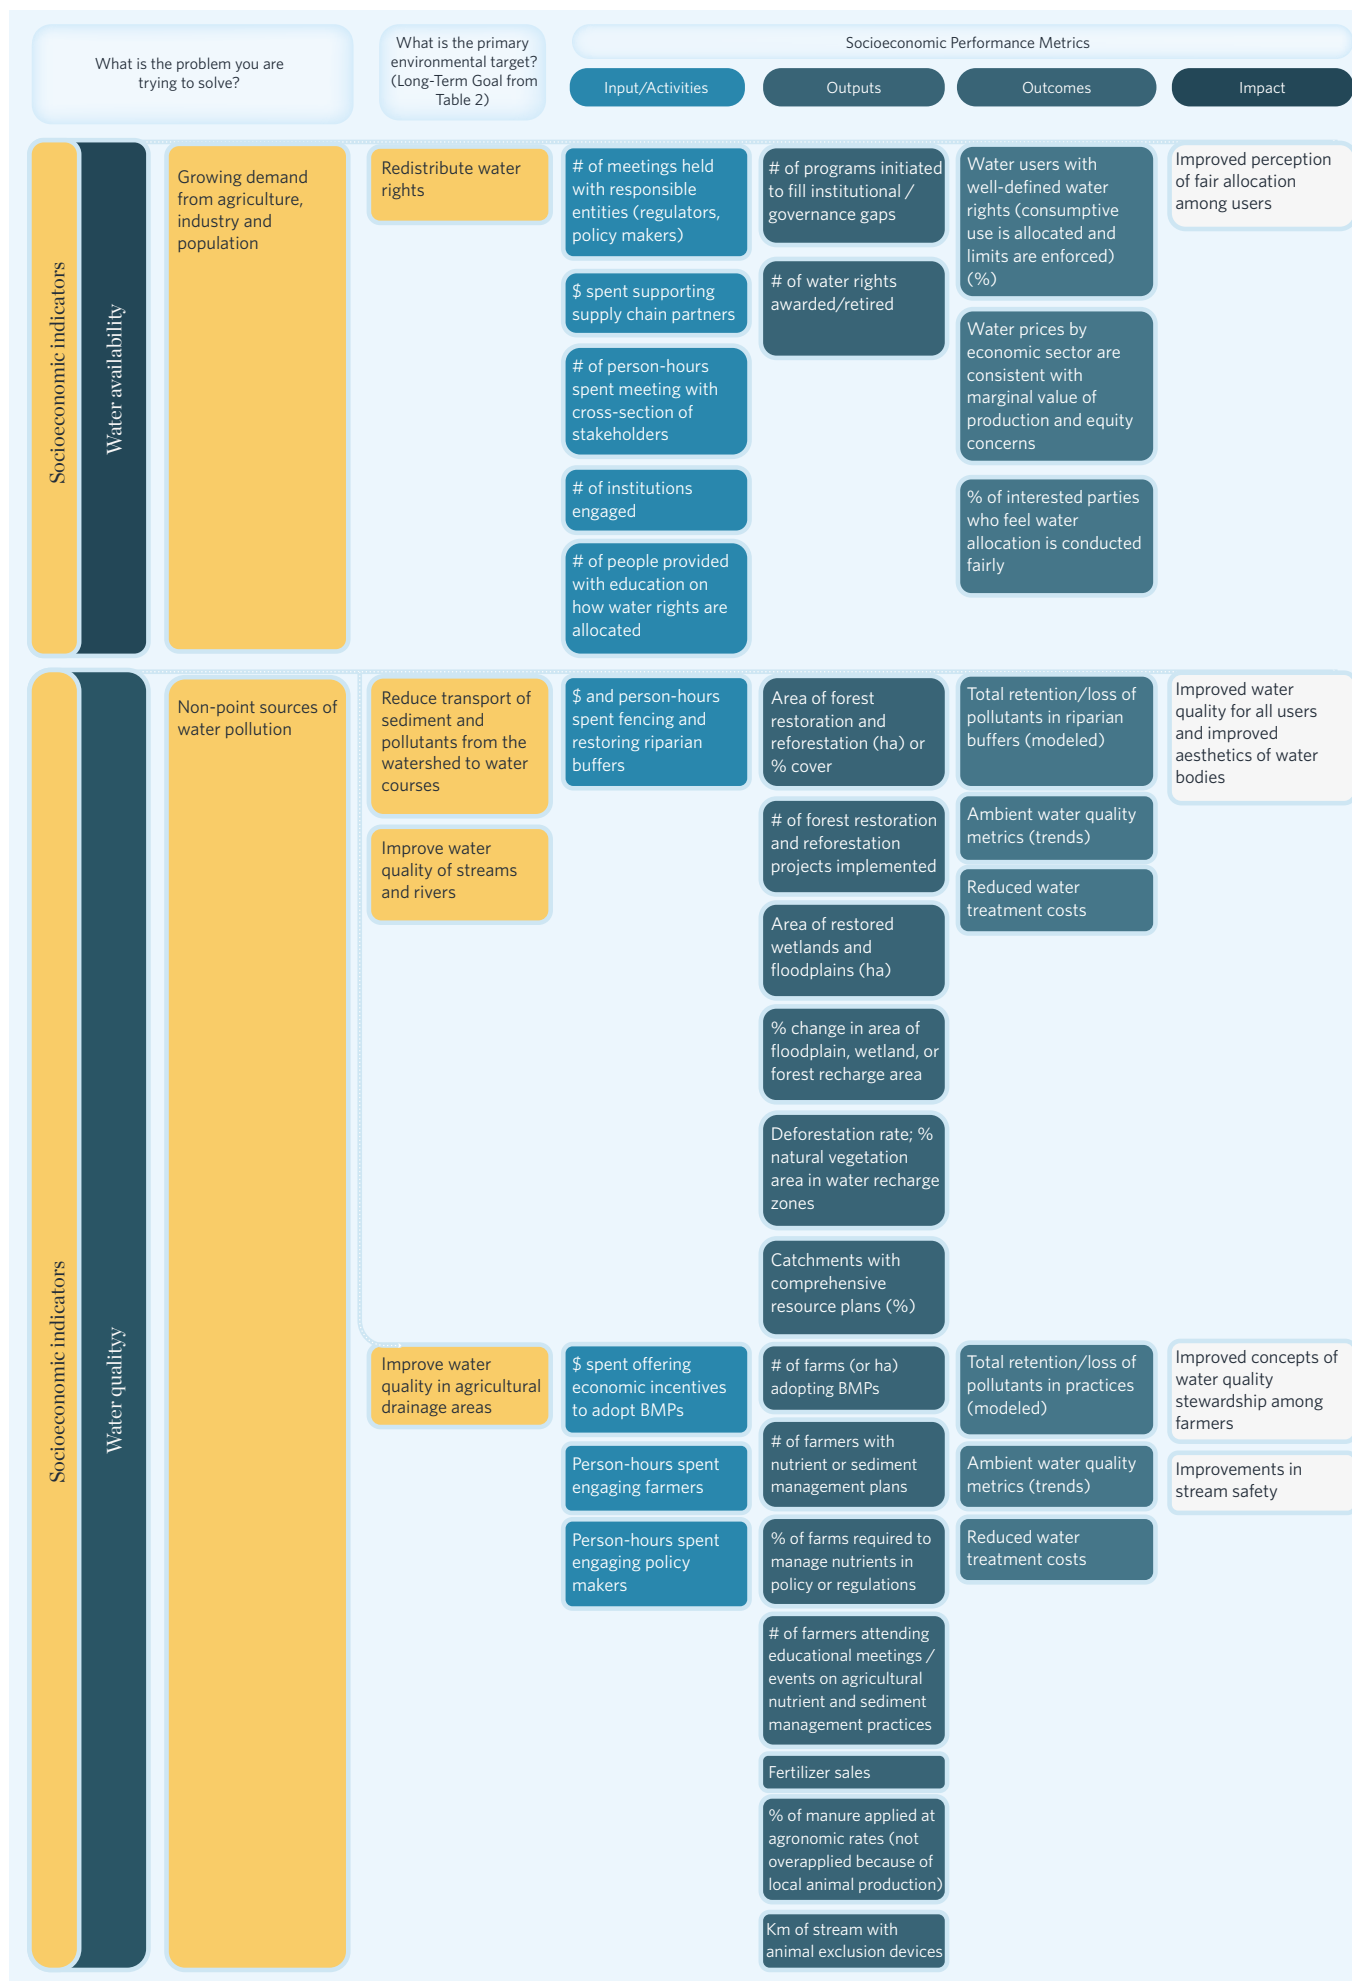 What is the problem you are
trying to solve?
What is the primary
environmental target?
(Long-Term Goal from
Table 2)
Socioeconomic Performance Metrics
Input/Activities
Outputs
Outcomes
Impact
Socioeconomic indicators
Water availability
Growing demand
from agriculture,
industry and
population
Redistribute water
rights
# of meetings held
with responsible
entities (regulators,
policy makers)
$ spent supporting
supply chain partners
# of person-hours
spent meeting with
cross-section of
stakeholders
# of institutions
engaged
# of people provided
with education on
how water rights are
allocated
# of programs initiated
to fill institutional /
governance gaps
# of water rights
awarded/retired
Water users with
well-defined water
rights (consumptive
use is allocated and
limits are enforced)
(%)
Water prices by
economic sector are
consistent with
marginal value of
production and equity
concerns
% of interested parties
who feel water
allocation is conducted
fairly
Improved perception
of fair allocation
among users
Socioeconomic indicators
Water qualityy
Non-point sources of
water pollution
Reduce transport of
sediment and
pollutants from the
watershed to water
courses
Improve water
quality of streams
and rivers
$ and person-hours
spent fencing and
restoring riparian
buffers
Area of forest
restoration and
reforestation (ha) or
% cover
# of forest restoration
and reforestation
projects implemented
Area of restored
wetlands and
floodplains (ha)
% change in area of
floodplain, wetland, or
forest recharge area
Deforestation rate; %
natural vegetation
area in water recharge
zones
Catchments with
comprehensive
resource plans (%)
Total retention/loss of
pollutants in riparian
buffers (modeled)
Ambient water quality
metrics (trends)
Reduced water
treatment costs
Improved water
quality for all users
and improved
aesthetics of water
bodies
Improve water
quality in agricultural
drainage areas
$ spent offering
economic incentives
to adopt BMPs
Person-hours spent
engaging farmers
Person-hours spent
engaging policy
makers
# of farms (or ha)
adopting BMPs
# of farmers with
nutrient or sediment
management plans
% of farms required to
manage nutrients in
policy or regulations
# of farmers attending
educational meetings /
events on agricultural
nutrient and sediment
management practices
Fertilizer sales
% of manure applied at
agronomic rates (not
overapplied because of
local animal production)
Km of stream with
animal exclusion devices
Total retention/loss of
pollutants in practices
(modeled)
Ambient water quality
metrics (trends)
Reduced water
treatment costs
Improved concepts of
water quality
stewardship among
farmers
Improvements in
stream safety